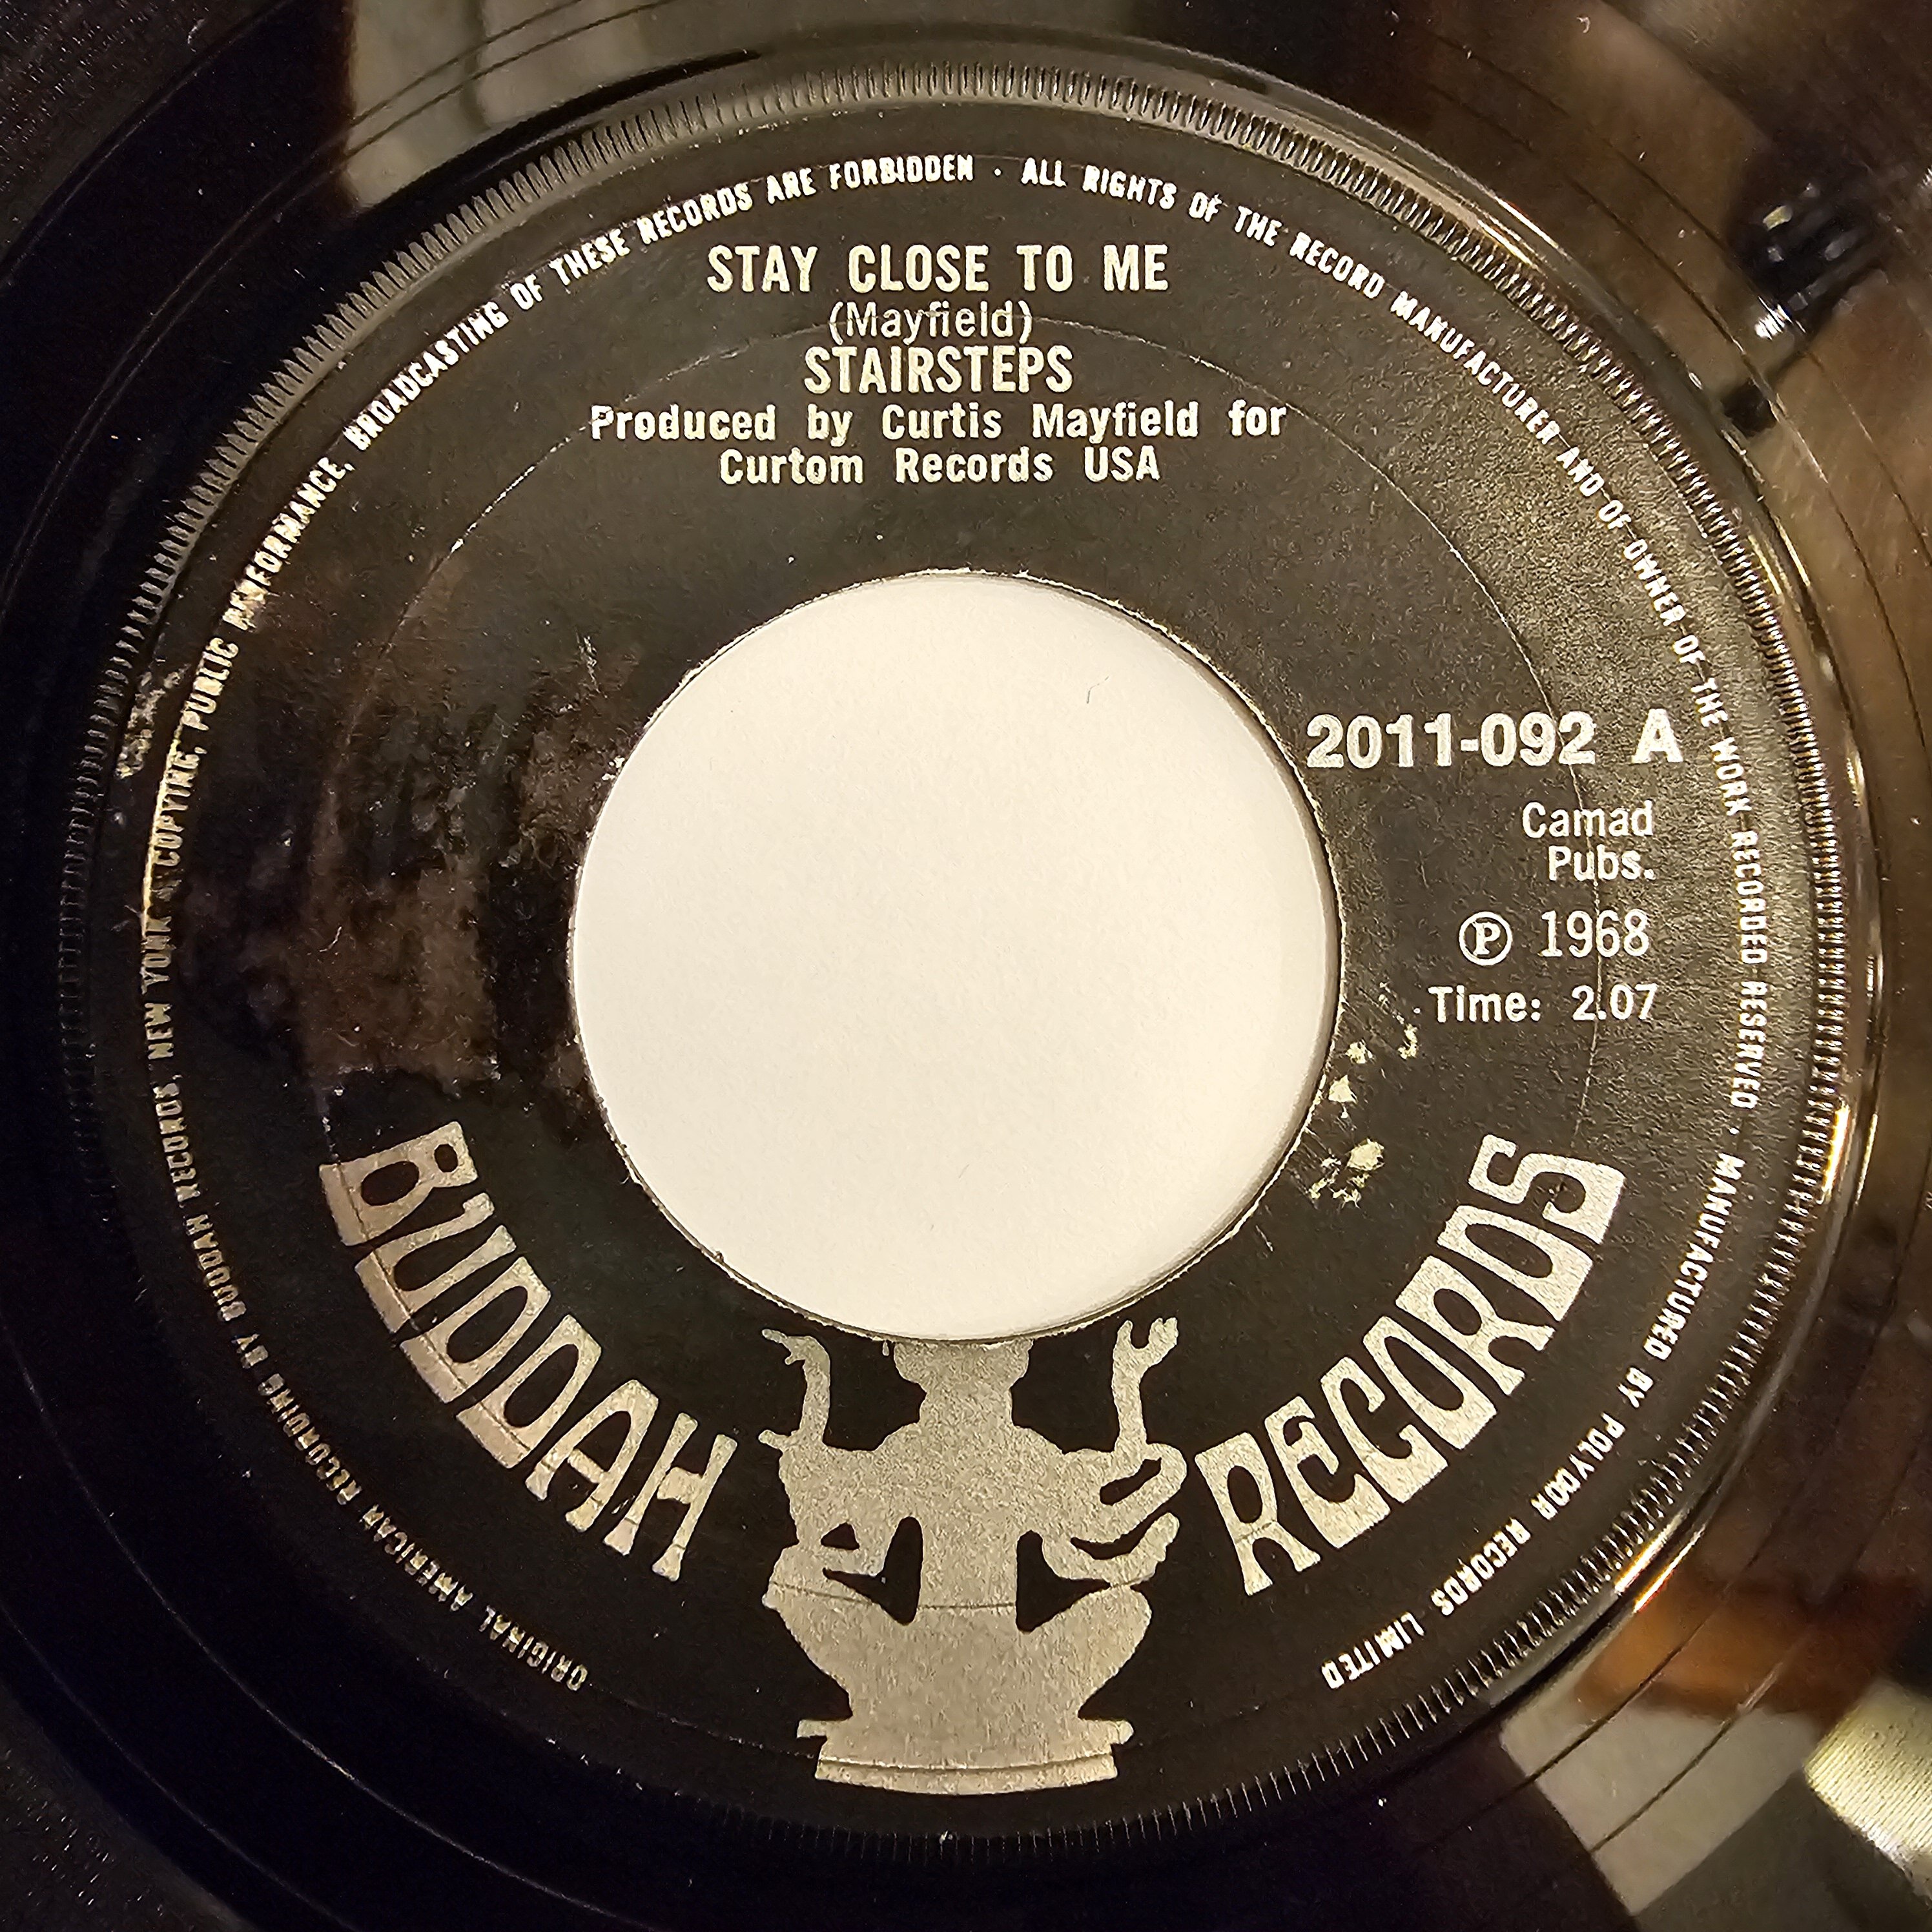 STAY CLOSE TO ME
(Mayfield)
STAIRSTEPS
Produced by Curtis Mayfield for
Curtom Records USA
2011-092 A
Camad
Pubs.
℗ 1968
Time: 2.07
BUDDAH RECORDS
ORIGINAL AMERICAN RECORDING BY BUDDAH RECORDS, NEW YORK · COPYING, PUBLIC PERFORMANCE, BROADCASTING OF THESE RECORDS ARE FORBIDDEN · ALL RIGHTS OF THE RECORD MANUFACTURER AND OF OWNER OF THE WORK RECORDED RESERVED · MANUFACTURED BY POLYDOR RECORDS LIMITED